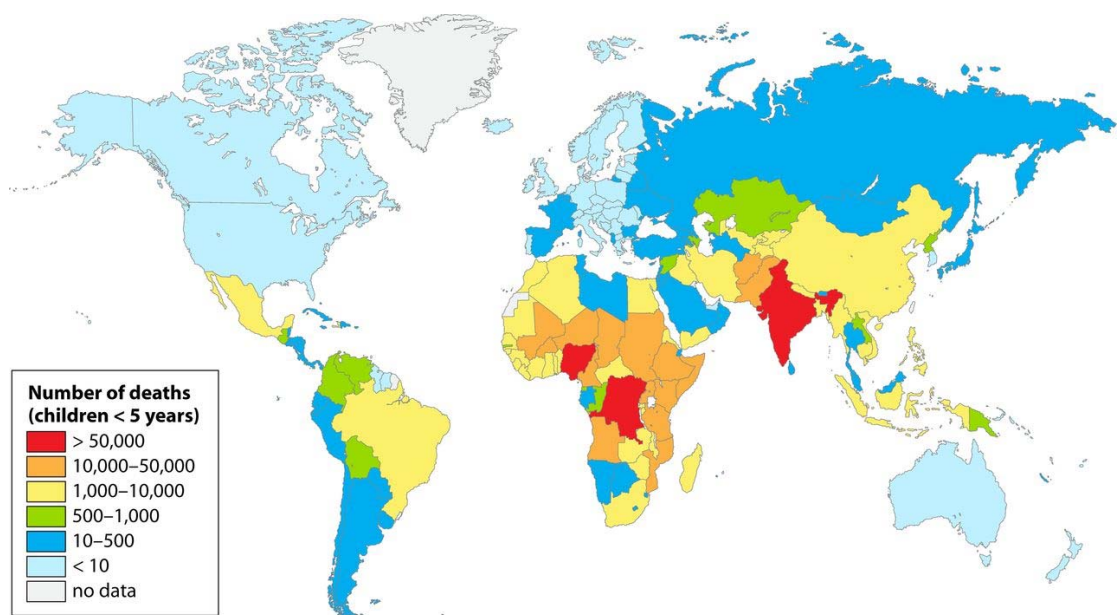 Number of deaths
(children < 5 years)
> 50,000
10,000–50,000
1,000–10,000
500–1,000
10–500
< 10
no data